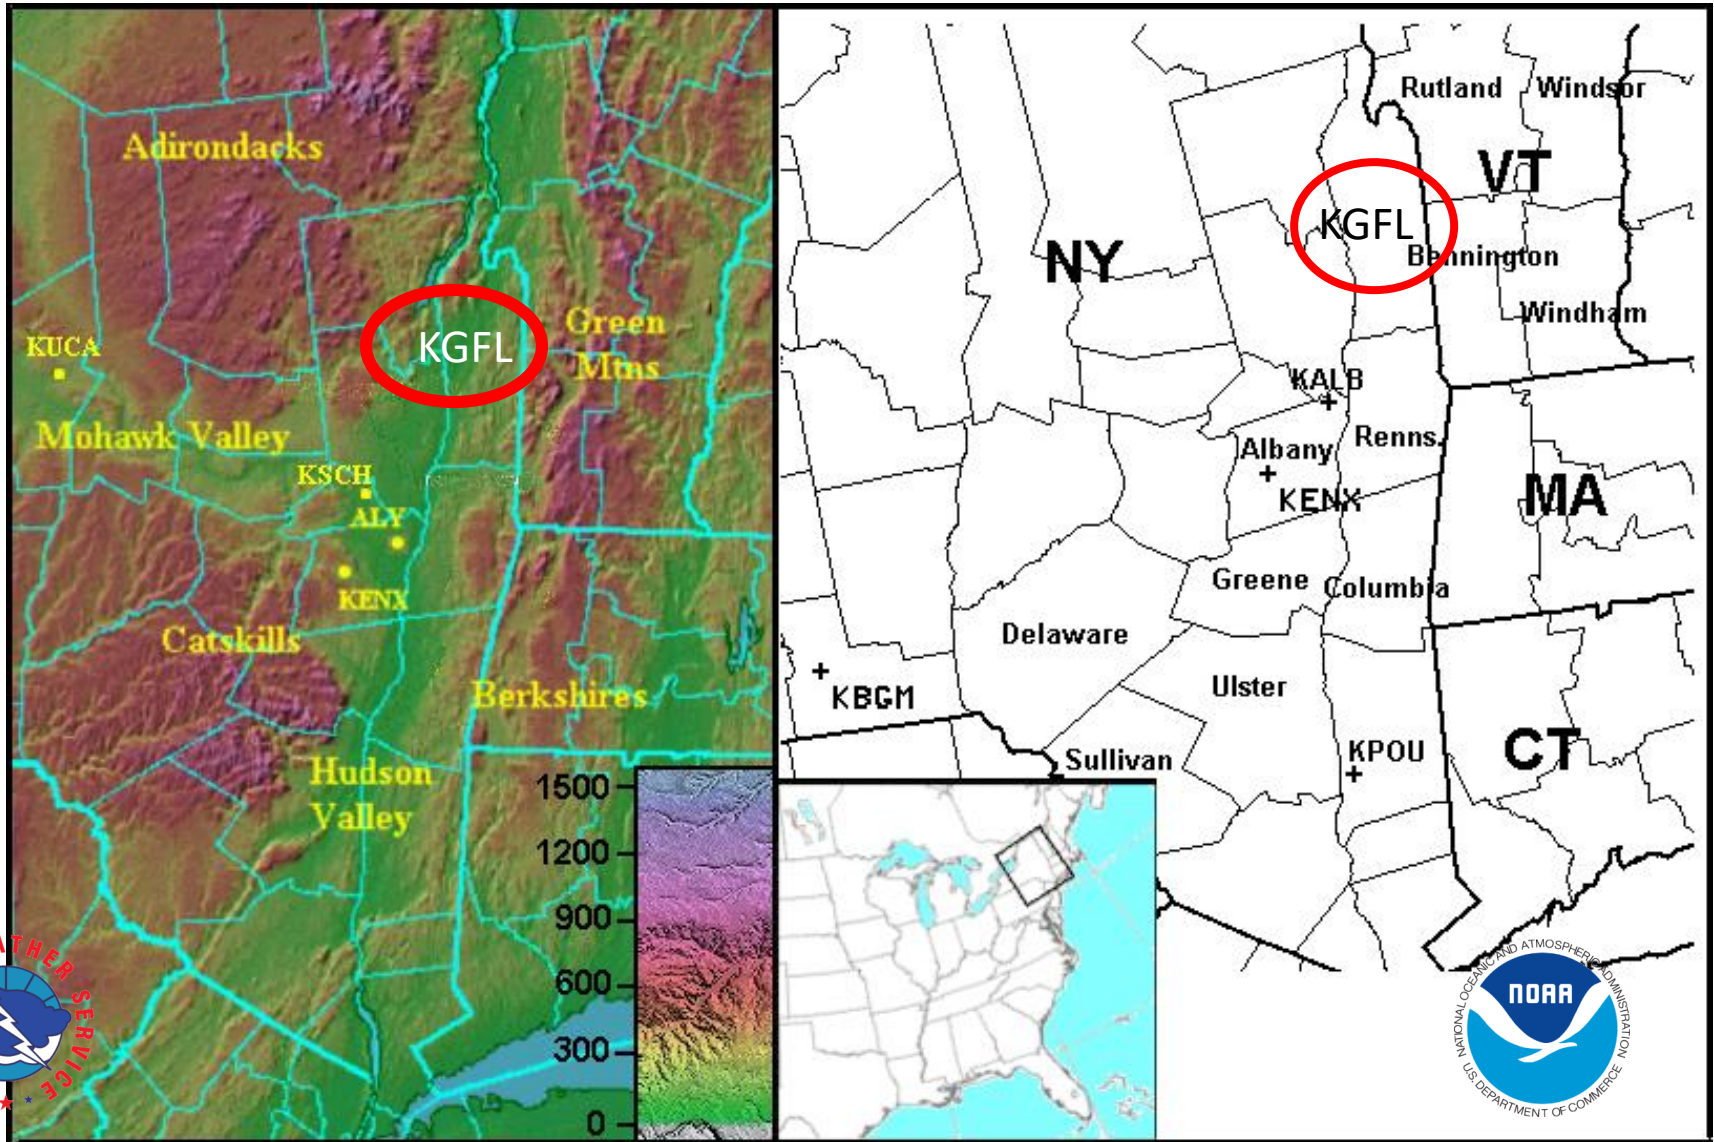 Adirondacks
KGFL
Green
Mtns
KUCA
Mohawk Valley
KSCH
ALY
KENX
Catskills
Berkshires
Hudson
Valley
1500
1200
900
600
300
0
ATHER SERVICE
Rutland
Windsor
VT
KGFL
NY
Bennington
Windham
KALB
Albany
Renns.
KENX
MA
Greene
Columbia
Delaware
KBGM
Ulster
Sullivan
KPOU
CT
NATIONAL OCEANIC AND ATMOSPHERIC ADMINISTRATION
NOAA
U.S. DEPARTMENT OF COMMERCE